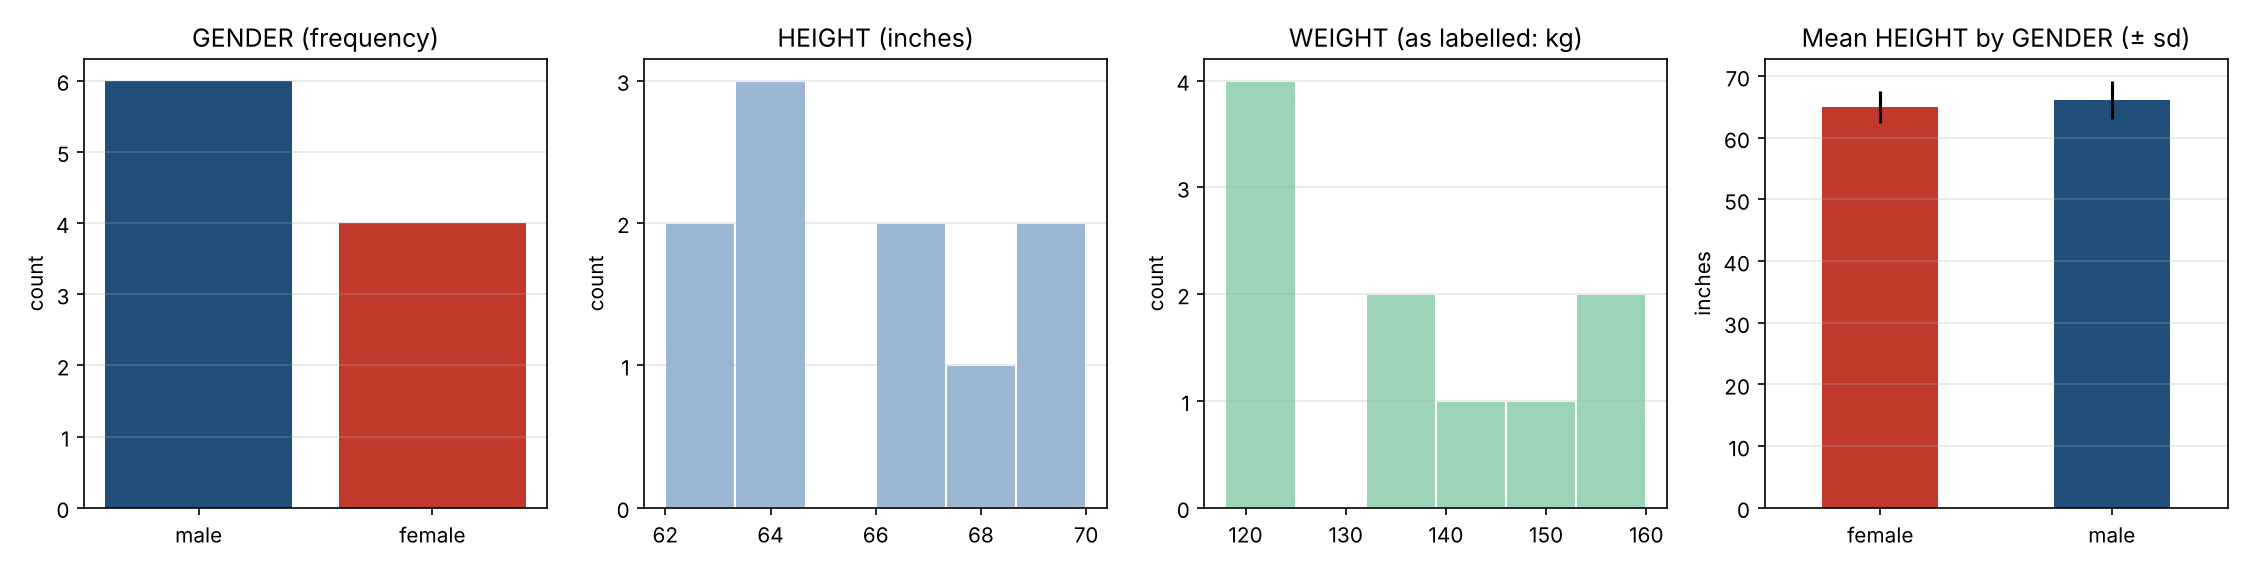 GENDER (frequency)
count
6
5
4
3
2
1
0
male
female
HEIGHT (inches)
count
3
2
1
0
62
64
66
68
70
WEIGHT (as labelled: kg)
count
4
3
2
1
0
120
130
140
150
160
Mean HEIGHT by GENDER (± sd)
inches
70
60
50
40
30
20
10
0
female
male